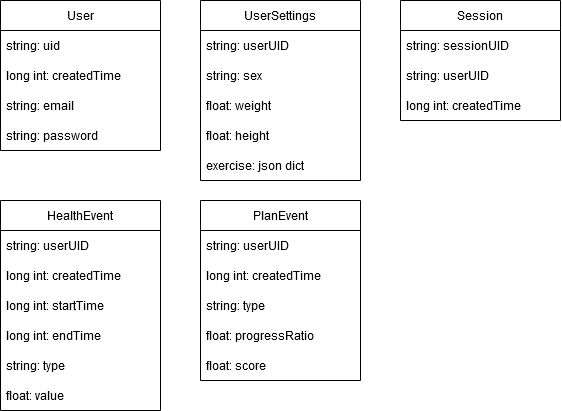 User
string: uid
long int: createdTime
string: email
string: password
UserSettings
string: userUID
string: sex
float: weight
float: height
exercise: json dict
Session
string: sessionUID
string: userUID
long int: createdTime
HealthEvent
string: userUID
long int: createdTime
long int: startTime
long int: endTime
string: type
float: value
PlanEvent
string: userUID
long int: createdTime
string: type
float: progressRatio
float: score